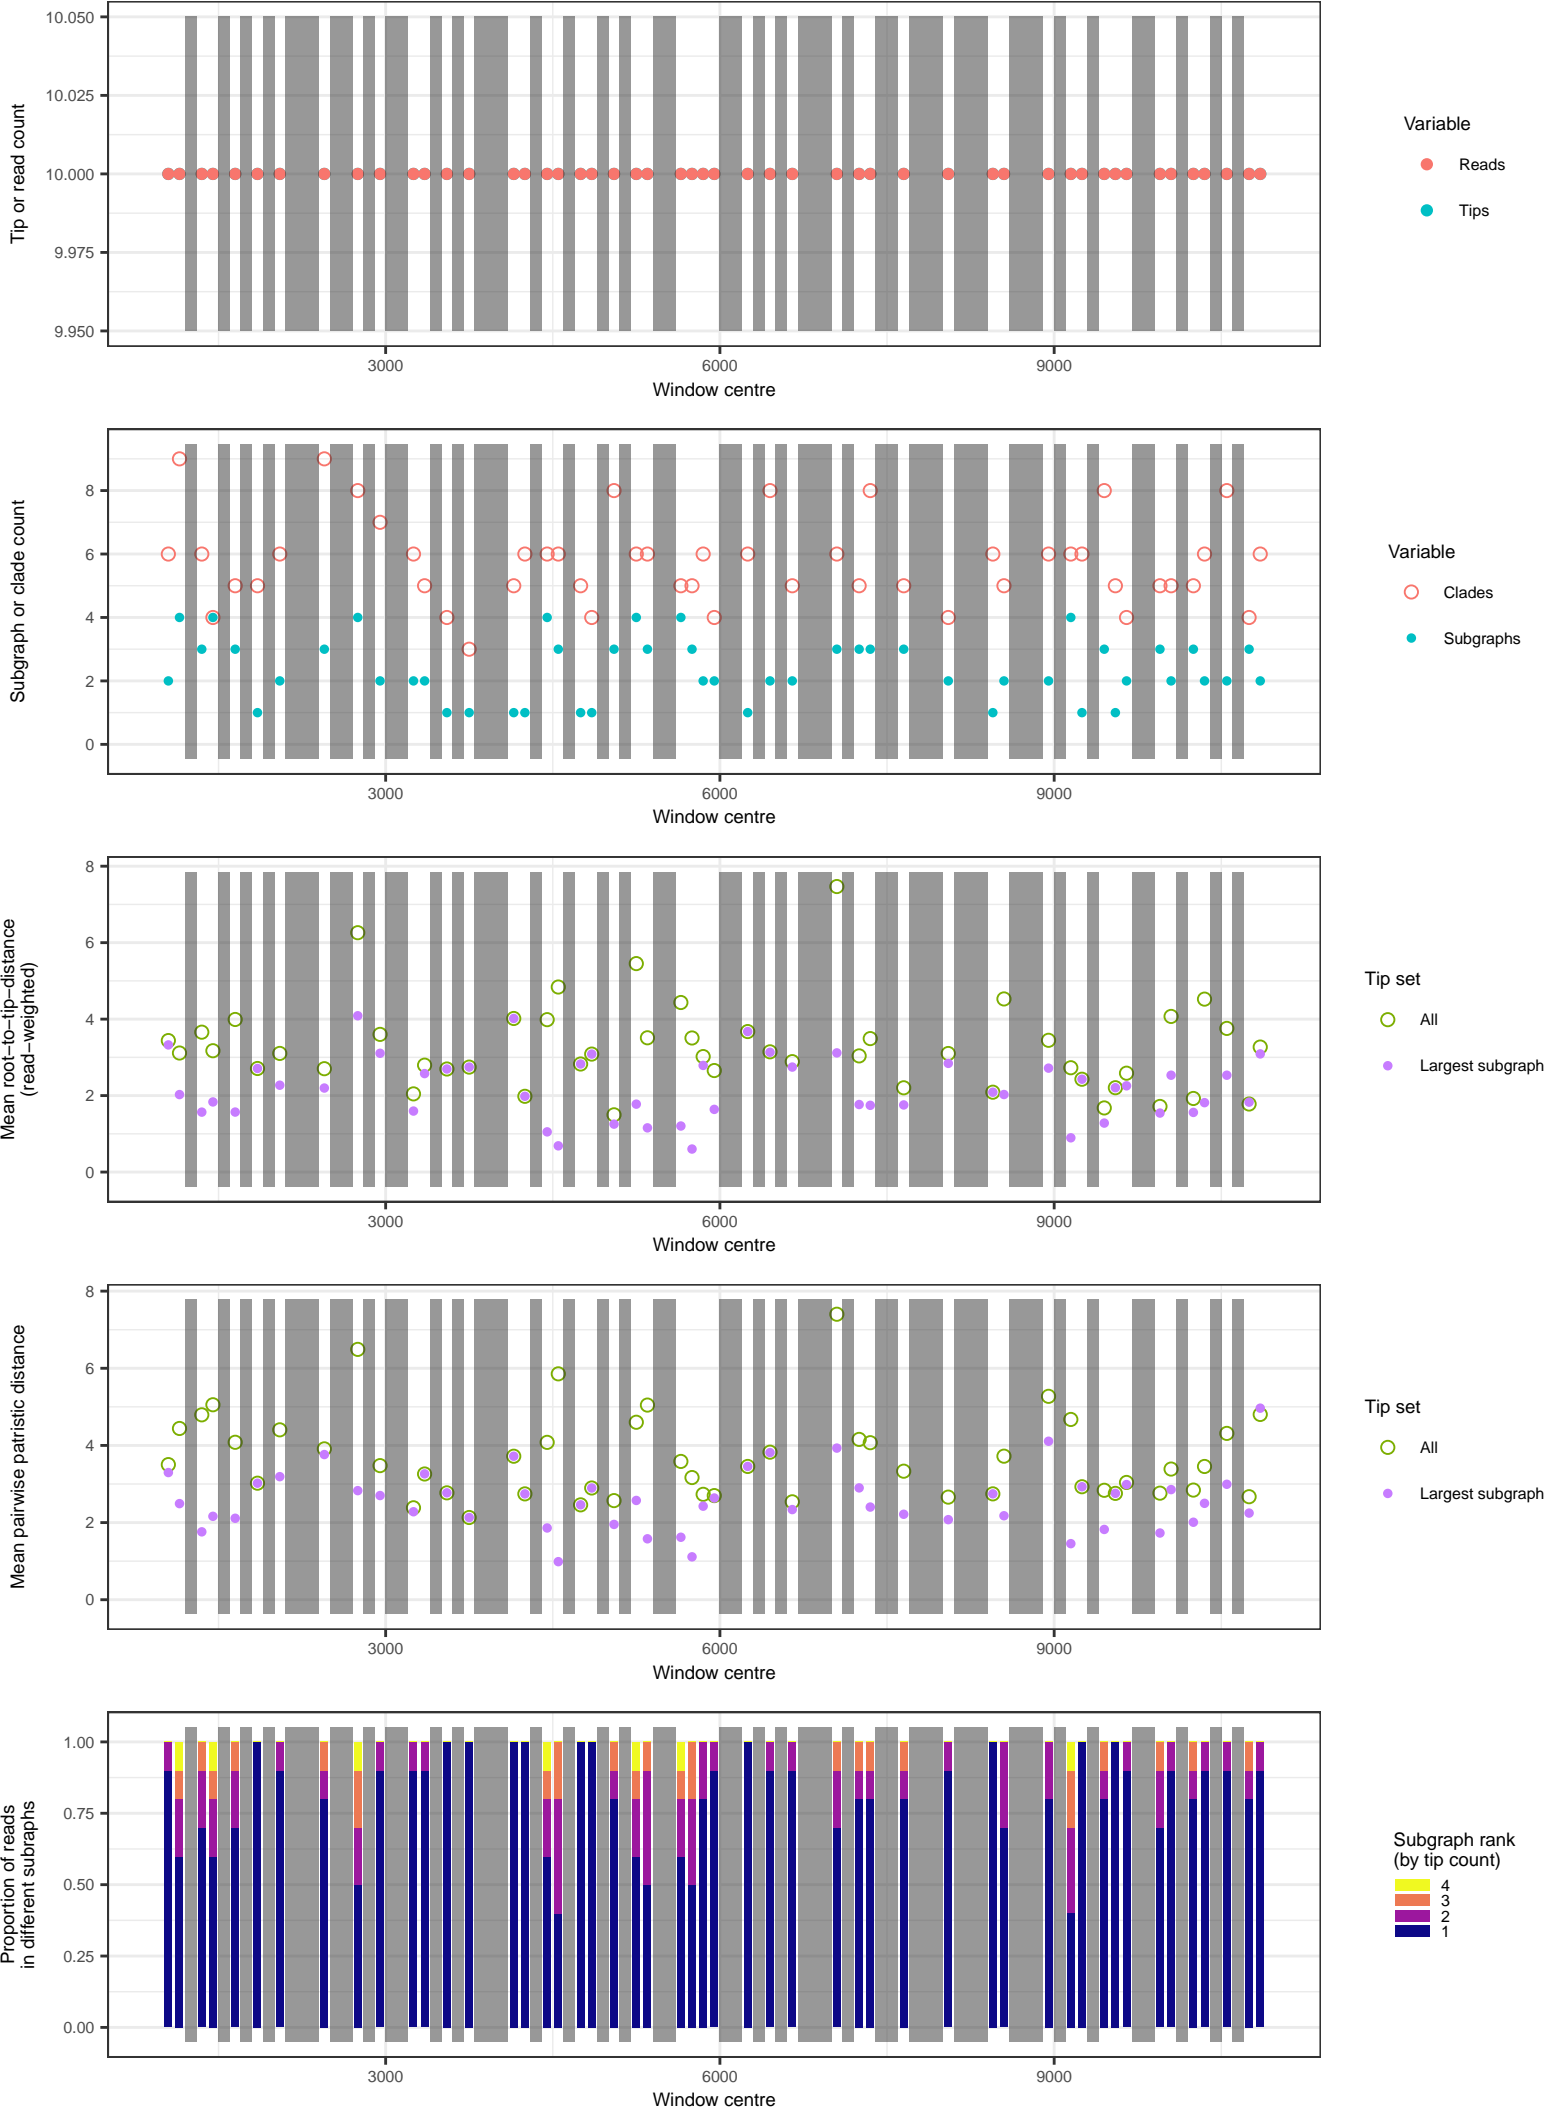 10.050
10.025
10.000
9.975
9.950
Tip or read count
3000
6000
9000
Window centre
Variable
Reads
Tips
8
6
4
2
0
Subgraph or clade count
3000
6000
9000
Window centre
Variable
Clades
Subgraphs
8
6
4
2
0
Mean root−to−tip−distance
(read−weighted)
3000
6000
9000
Window centre
Tip set
All
Largest subgraph
8
6
4
2
0
Mean pairwise patristic distance
3000
6000
9000
Window centre
Tip set
All
Largest subgraph
1.00
0.75
0.50
0.25
0.00
Proportion of reads
in different subraphs
3000
6000
9000
Window centre
Subgraph rank
(by tip count)
4
3
2
1